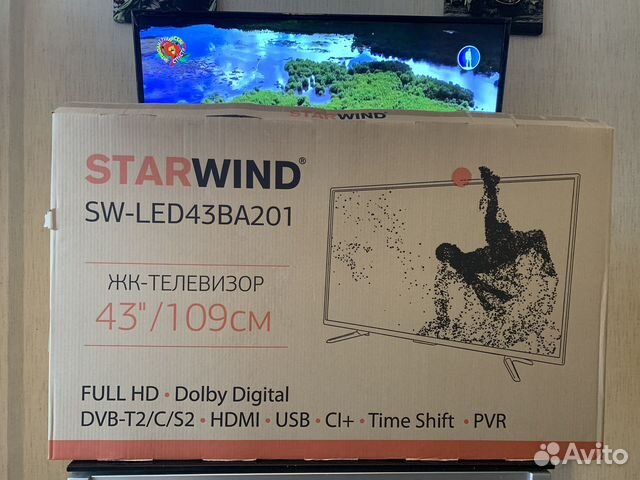 STARWIND
STARWIND®
SW-LED43BA201
ЖК-ТЕЛЕВИЗОР
43"/109СМ
FULL HD • Dolby Digital
DVB-T2/C/S2 • HDMI • USB • CI+ • Time Shift • PVR
Avito